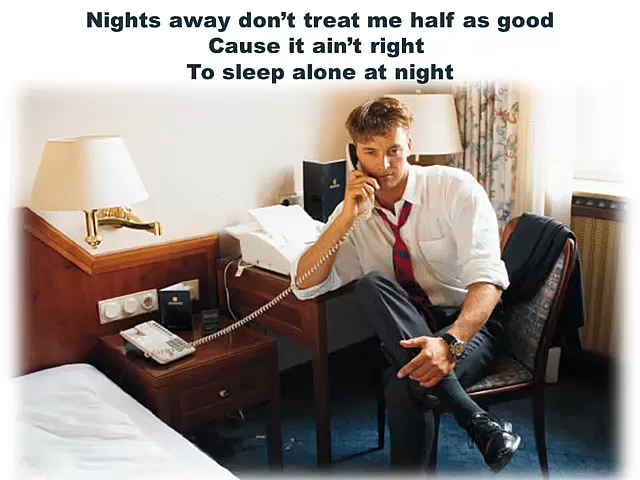 Nights away don’t treat me half as good
Cause it ain’t right
To sleep alone at night